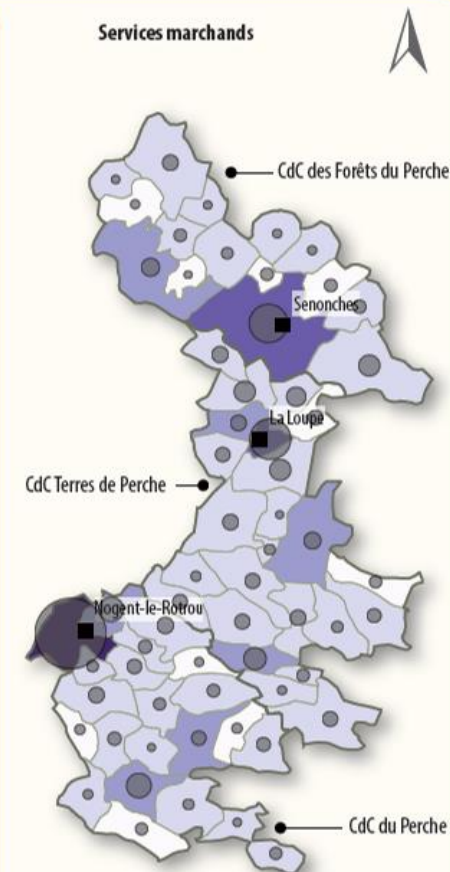 Services marchands
CdC des Forêts du Perche
Senonches
La Loupe
CdC Terres de Perche
Nogent-le-Rotrou
CdC du Perche